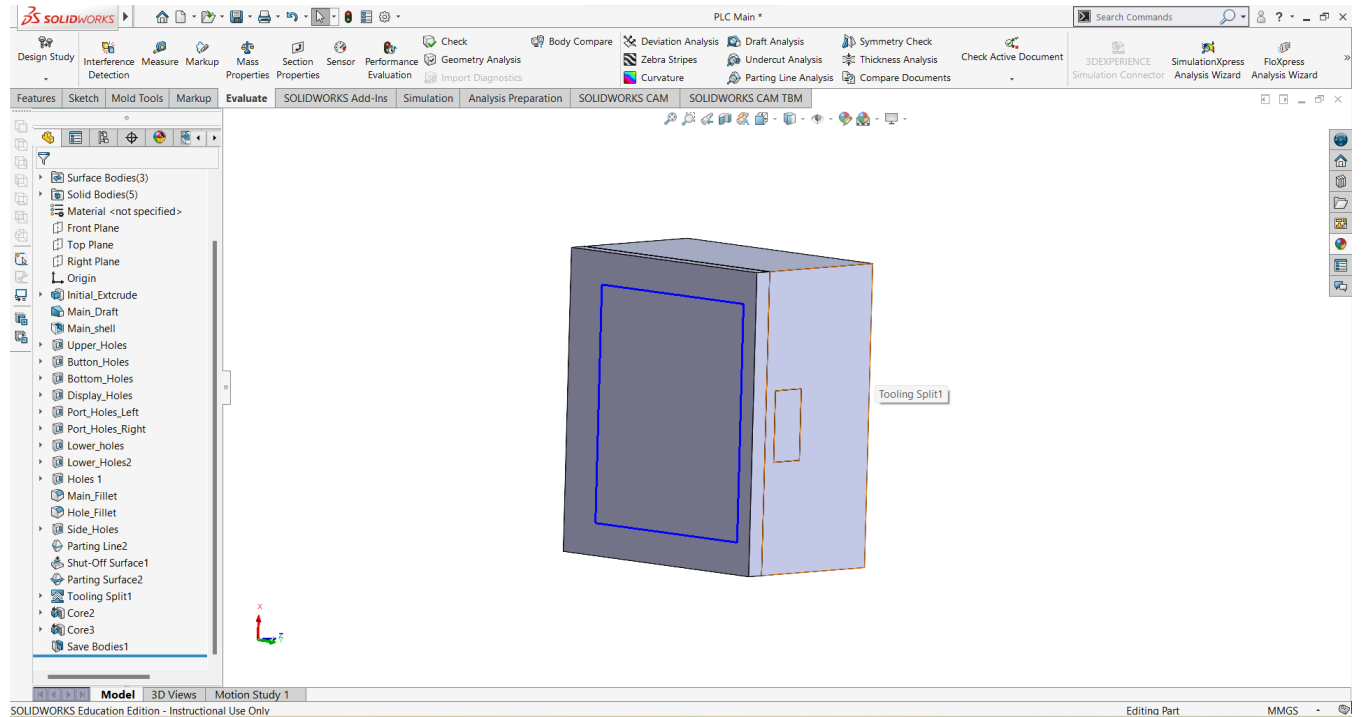 SOLIDWORKS
PLC Main *
Search Commands
Design Study
Interference Detection
Measure
Markup
Mass Properties
Section Properties
Sensor
Performance Evaluation
Check
Geometry Analysis
Import Diagnostics
Body Compare
Deviation Analysis
Zebra Stripes
Curvature
Draft Analysis
Undercut Analysis
Parting Line Analysis
Symmetry Check
Thickness Analysis
Compare Documents
Check Active Document
3DEXPERIENCE Simulation Connector
SimulationXpress Analysis Wizard
FloXpress Analysis Wizard
Features Sketch Mold Tools Markup Evaluate SOLIDWORKS Add-Ins Simulation Analysis Preparation SOLIDWORKS CAM SOLIDWORKS CAM TBM
Surface Bodies(3)
Solid Bodies(5)
Material <not specified>
Front Plane
Top Plane
Right Plane
Origin
Initial_Extcrude
Main_Draft
Main_shell
Upper_Holes
Button_Holes
Bottom_Holes
Display_Holes
Port_Holes_Left
Port_Holes_Right
Lower_holes
Lower_Holes2
Holes 1
Main_Fillet
Hole_Fillet
Side_Holes
Parting Line2
Shut-Off Surface1
Parting Surface2
Tooling Split1
Core2
Core3
Save Bodies1
Tooling Split1
X
Z
Model 3D Views Motion Study 1
SOLIDWORKS Education Edition - Instructional Use Only
Editing Part
MMGS